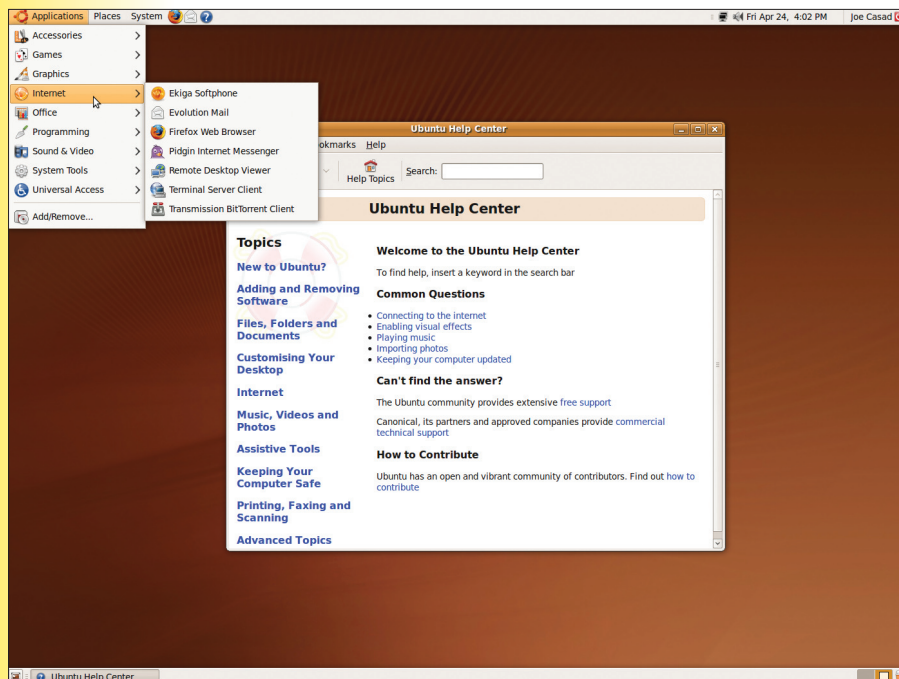 Applications Places System
Fri Apr 24, 4:02 PM Joe Casad
Accessories
Games
Graphics
Internet
Office
Programming
Sound & Video
System Tools
Universal Access
Add/Remove...
Ekiga Softphone
Evolution Mail
Firefox Web Browser
Pidgin Internet Messenger
Remote Desktop Viewer
Terminal Server Client
Transmission BitTorrent Client
Ubuntu Help Center
okmarks Help
Help Topics
Search:
Ubuntu Help Center
Topics
New to Ubuntu?
Adding and Removing
Software
Files, Folders and
Documents
Customising Your
Desktop
Internet
Music, Videos and
Photos
Assistive Tools
Keeping Your
Computer Safe
Printing, Faxing and
Scanning
Advanced Topics
Welcome to the Ubuntu Help Center
To find help, insert a keyword in the search bar
Common Questions
Connecting to the internet
Enabling visual effects
Playing music
Importing photos
Keeping your computer updated
Can't find the answer?
The Ubuntu community provides extensive free support
Canonical, its partners and approved companies provide commercial
technical support
How to Contribute
Ubuntu has an open and vibrant community of contributors. Find out how to
contribute
Ubuntu Help Center